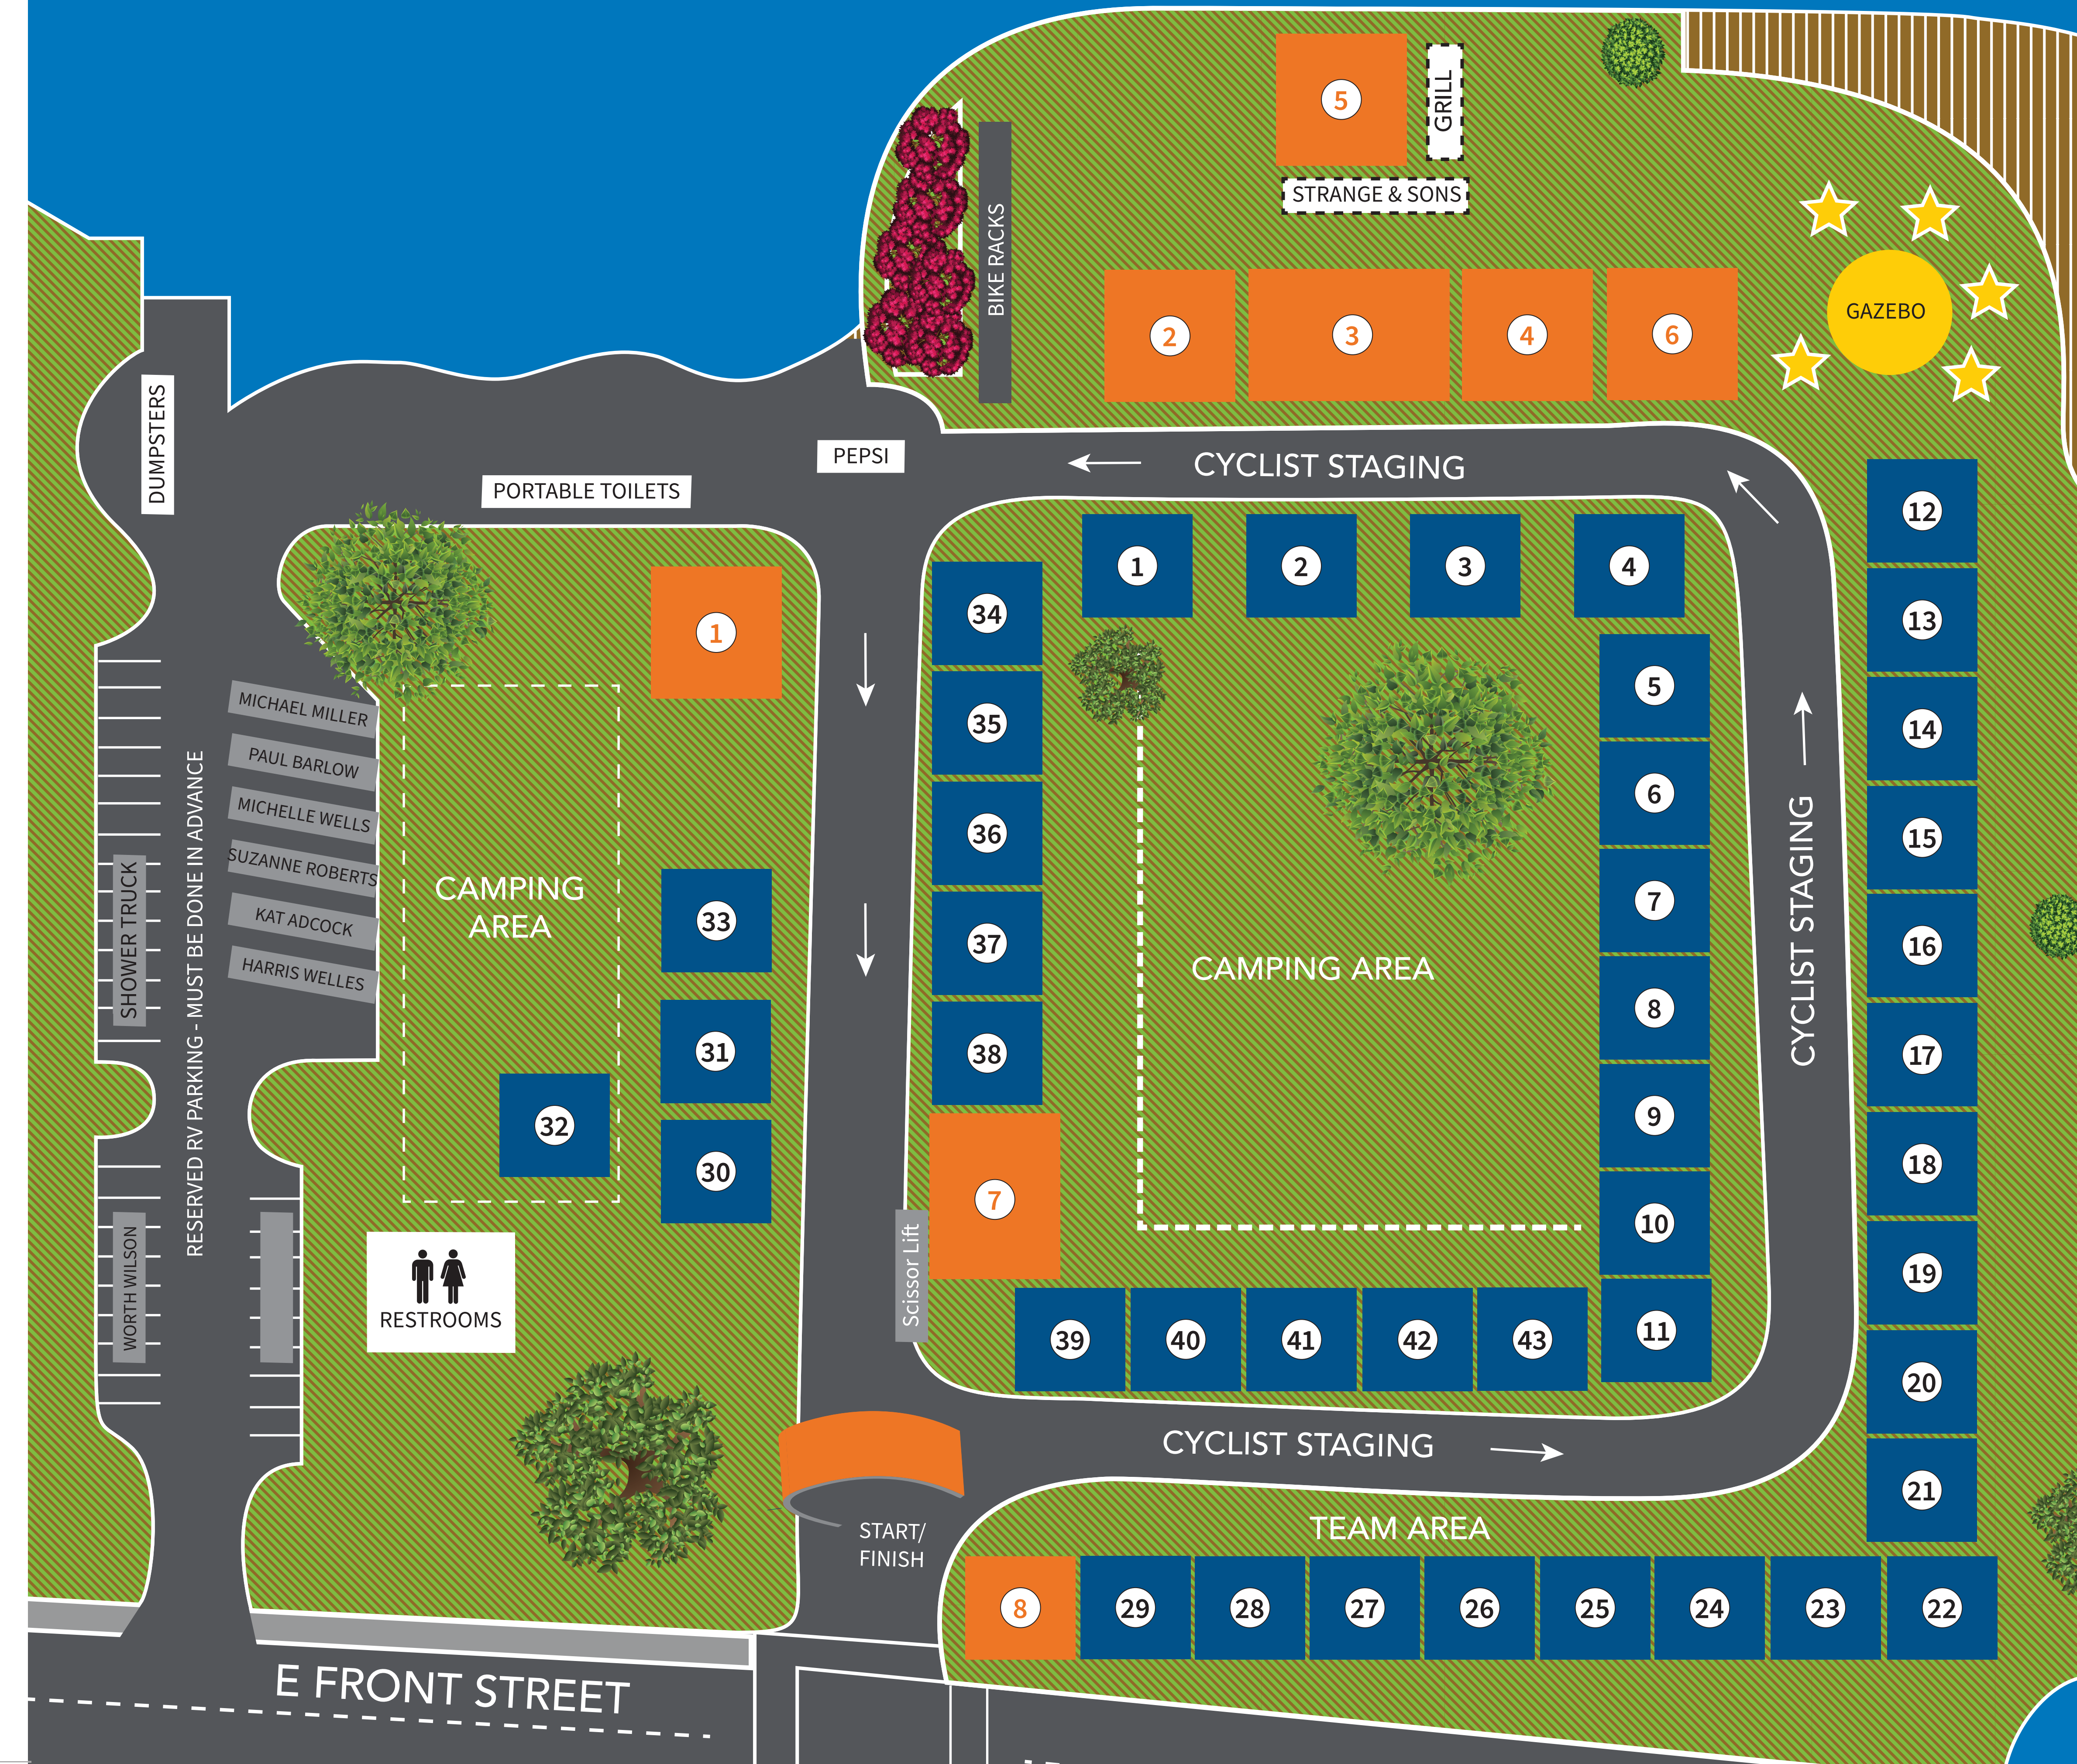 5
GRILL
STRANGE & SONS
BIKE RACKS
2
3
4
6
GAZEBO
DUMPSTERS
PORTABLE TOILETS
PEPSI
CYCLIST STAGING
1
1
2
3
4
5
6
7
8
9
10
11
12
13
14
15
16
17
18
19
20
21
34
35
36
37
38
7
Scissor Lift
CAMPING AREA
CYCLIST STAGING
MICHAEL MILLER
PAUL BARLOW
MICHELLE WELLS
SUZANNE ROBERTS
KAT ADCOCK
HARRIS WELLES
SHOWER TRUCK
RESERVED RV PARKING - MUST BE DONE IN ADVANCE
WORTH WILSON
CAMPING
AREA
33
31
32
30
RESTROOMS
39
40
41
42
43
CYCLIST STAGING
START/
FINISH
TEAM AREA
8
29
28
27
26
25
24
23
22
E FRONT STREET